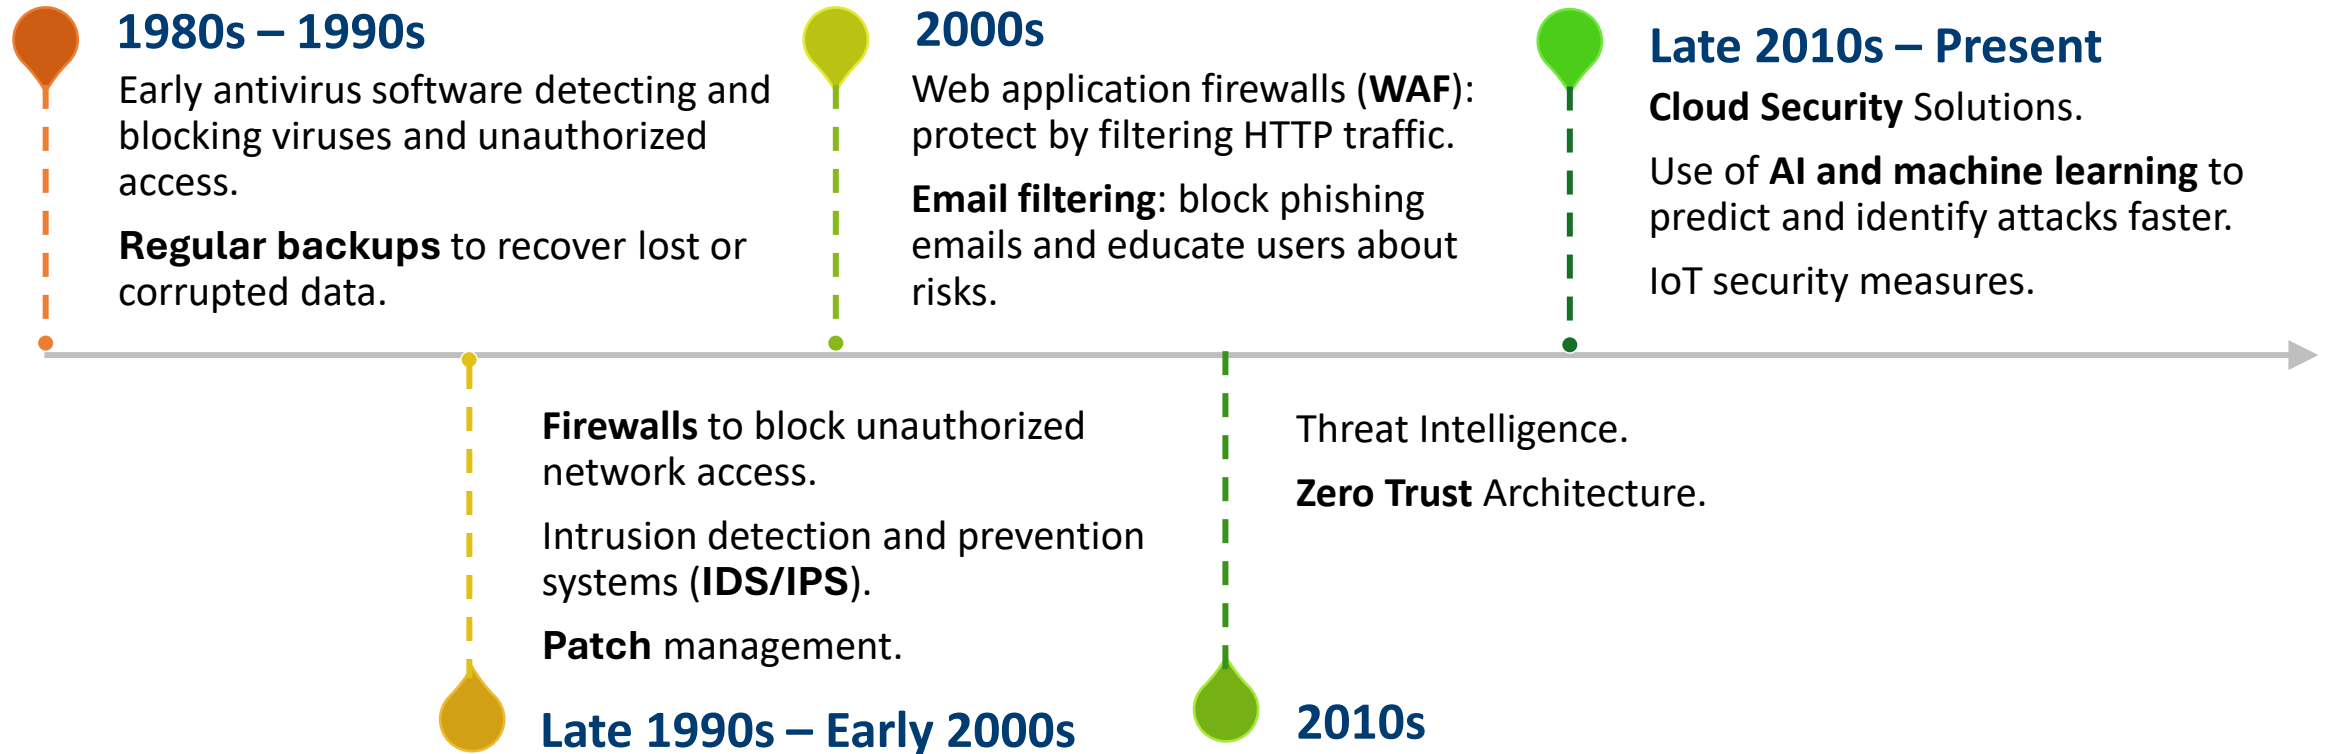 1980s – 1990s
Early antivirus software detecting and
blocking viruses and unauthorized
access.
Regular backups to recover lost or
corrupted data.
Firewalls to block unauthorized
network access.
Intrusion detection and prevention
systems (IDS/IPS).
Patch management.
Late 1990s – Early 2000s
2000s
Web application firewalls (WAF):
protect by filtering HTTP traffic.
Email filtering: block phishing
emails and educate users about
risks.
Threat Intelligence.
Zero Trust Architecture.
2010s
Late 2010s – Present
Cloud Security Solutions.
Use of AI and machine learning to
predict and identify attacks faster.
IoT security measures.